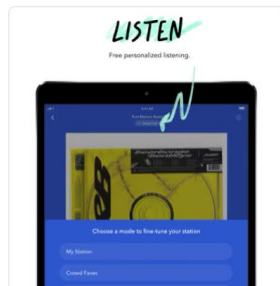 LISTEN
Free personalized listening.
Choose a mode to fine-tune your station
My Station
Crowd Faves